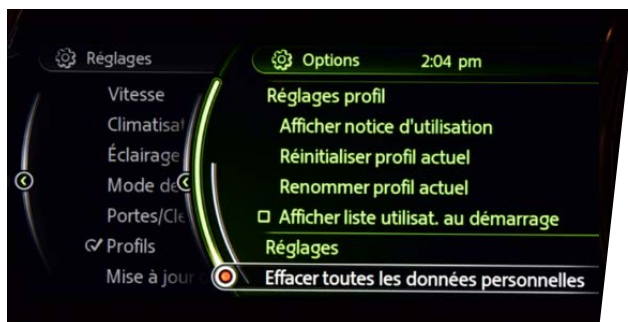 Réglages
Vitesse
Climatisat
Éclairage
Mode de
Portes/Cle
Profils
Mise à jour
Options 2:04 pm
Réglages profil
Afficher notice d'utilisation
Réinitialiser profil actuel
Renommer profil actuel
Afficher liste utilisat. au démarrage
Réglages
Effacer toutes les données personnelles